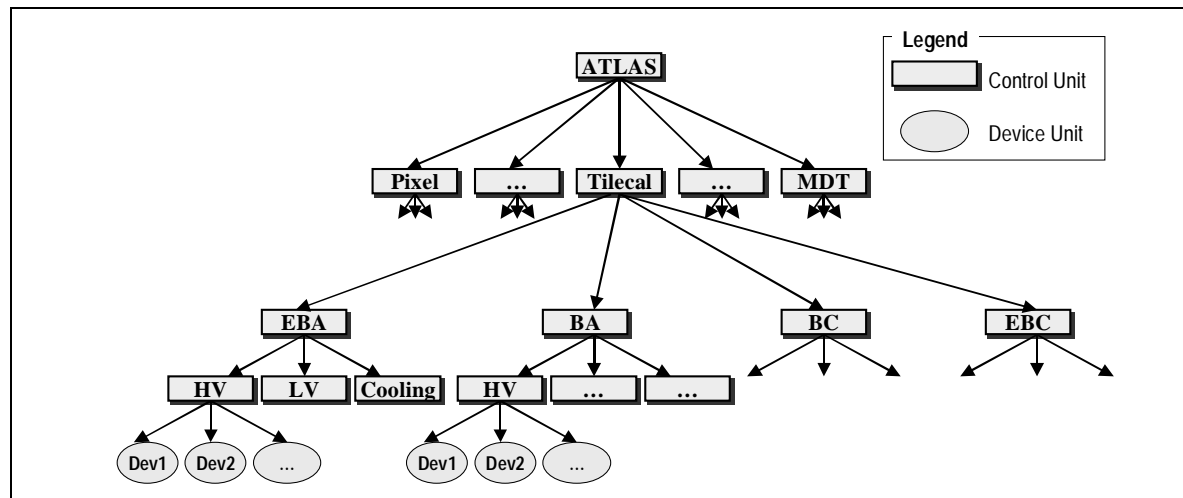 Legend
ATLAS
Control Unit
Device Unit
Pixel ... Tilecal ... MDT
EBA BA BC EBC
HV LV Cooling HV ... ...
Dev1 Dev2 ... Dev1 Dev2 ...